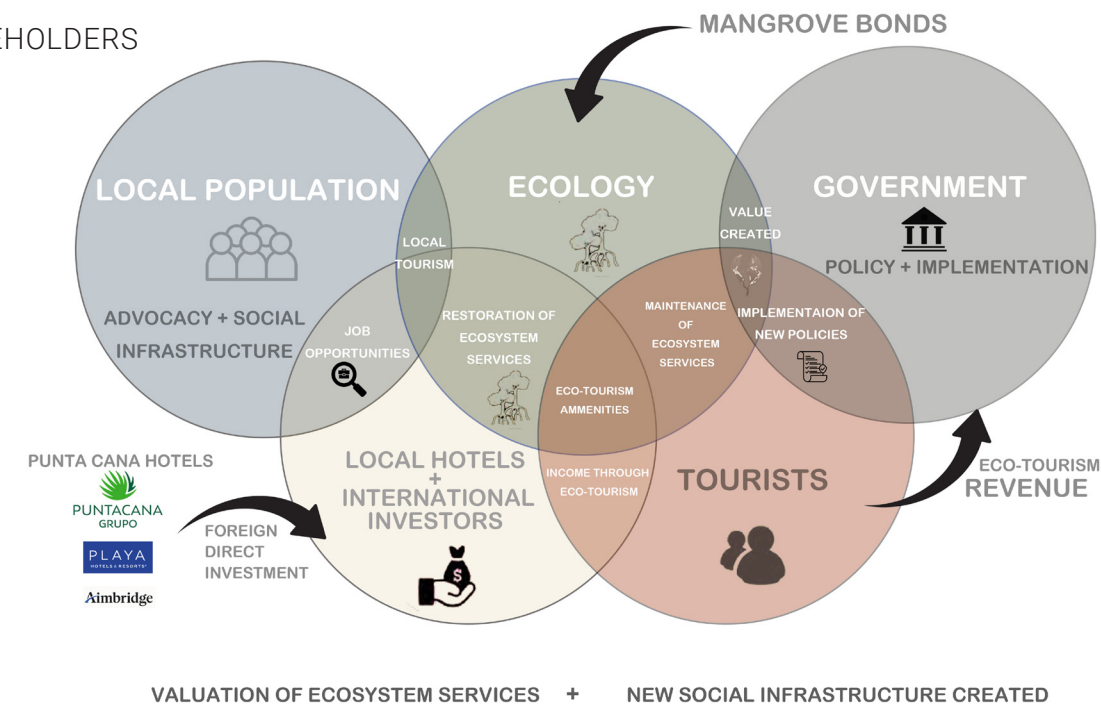 EHOLDERS
MANGROVE BONDS
LOCAL POPULATION
ECOLOGY
GOVERNMENT
VALUE
CREATED
LOCAL
TOURISM
POLICY + IMPLEMENTATION
ADVOCACY + SOCIAL
INFRASTRUCTURE
JOB
OPPORTUNITIES
RESTORATION OF
ECOSYSTEM
SERVICES
MAINTENANCE
OF
ECOSYSTEM
SERVICES
IMPLEMENTAION OF
NEW POLICIES
ECO-TOURISM
AMMENITIES
PUNTA CANA HOTELS
PUNTACANA
GRUPO
PLAYA
HOTELS & RESORTS
Aimbridge
FOREIGN
DIRECT
INVESTMENT
LOCAL HOTELS
+
INTERNATIONAL
INVESTORS
$
INCOME THROUGH
ECO-TOURISM
TOURISTS
ECO-TOURISM
REVENUE
VALUATION OF ECOSYSTEM SERVICES + NEW SOCIAL INFRASTRUCTURE CREATED